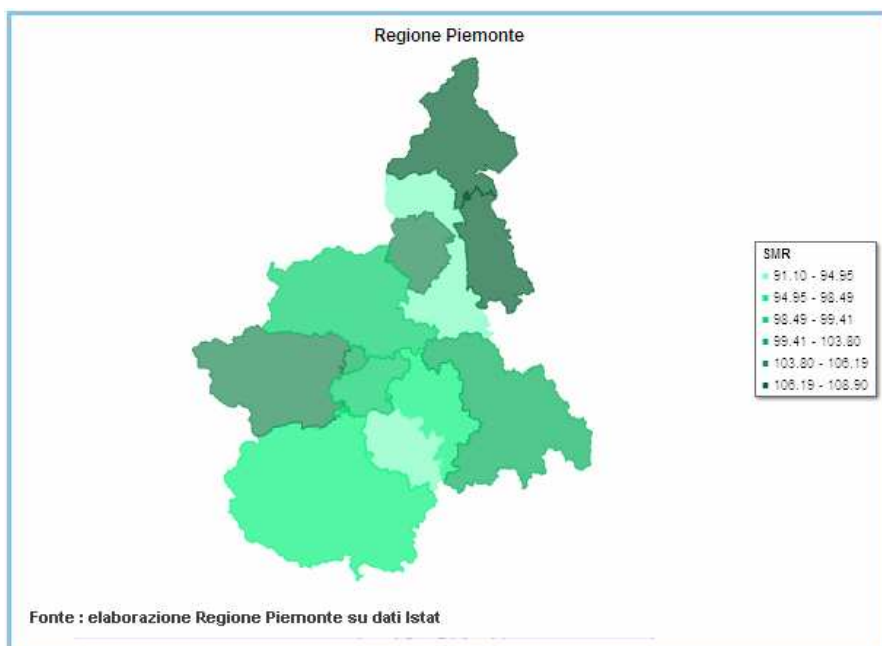 Regione Piemonte
SMR
91.10 - 94.95
94.95 - 98.49
98.49 - 99.41
99.41 - 103.80
103.80 - 106.19
106.19 - 108.90
Fonte : elaborazione Regione Piemonte su dati Istat